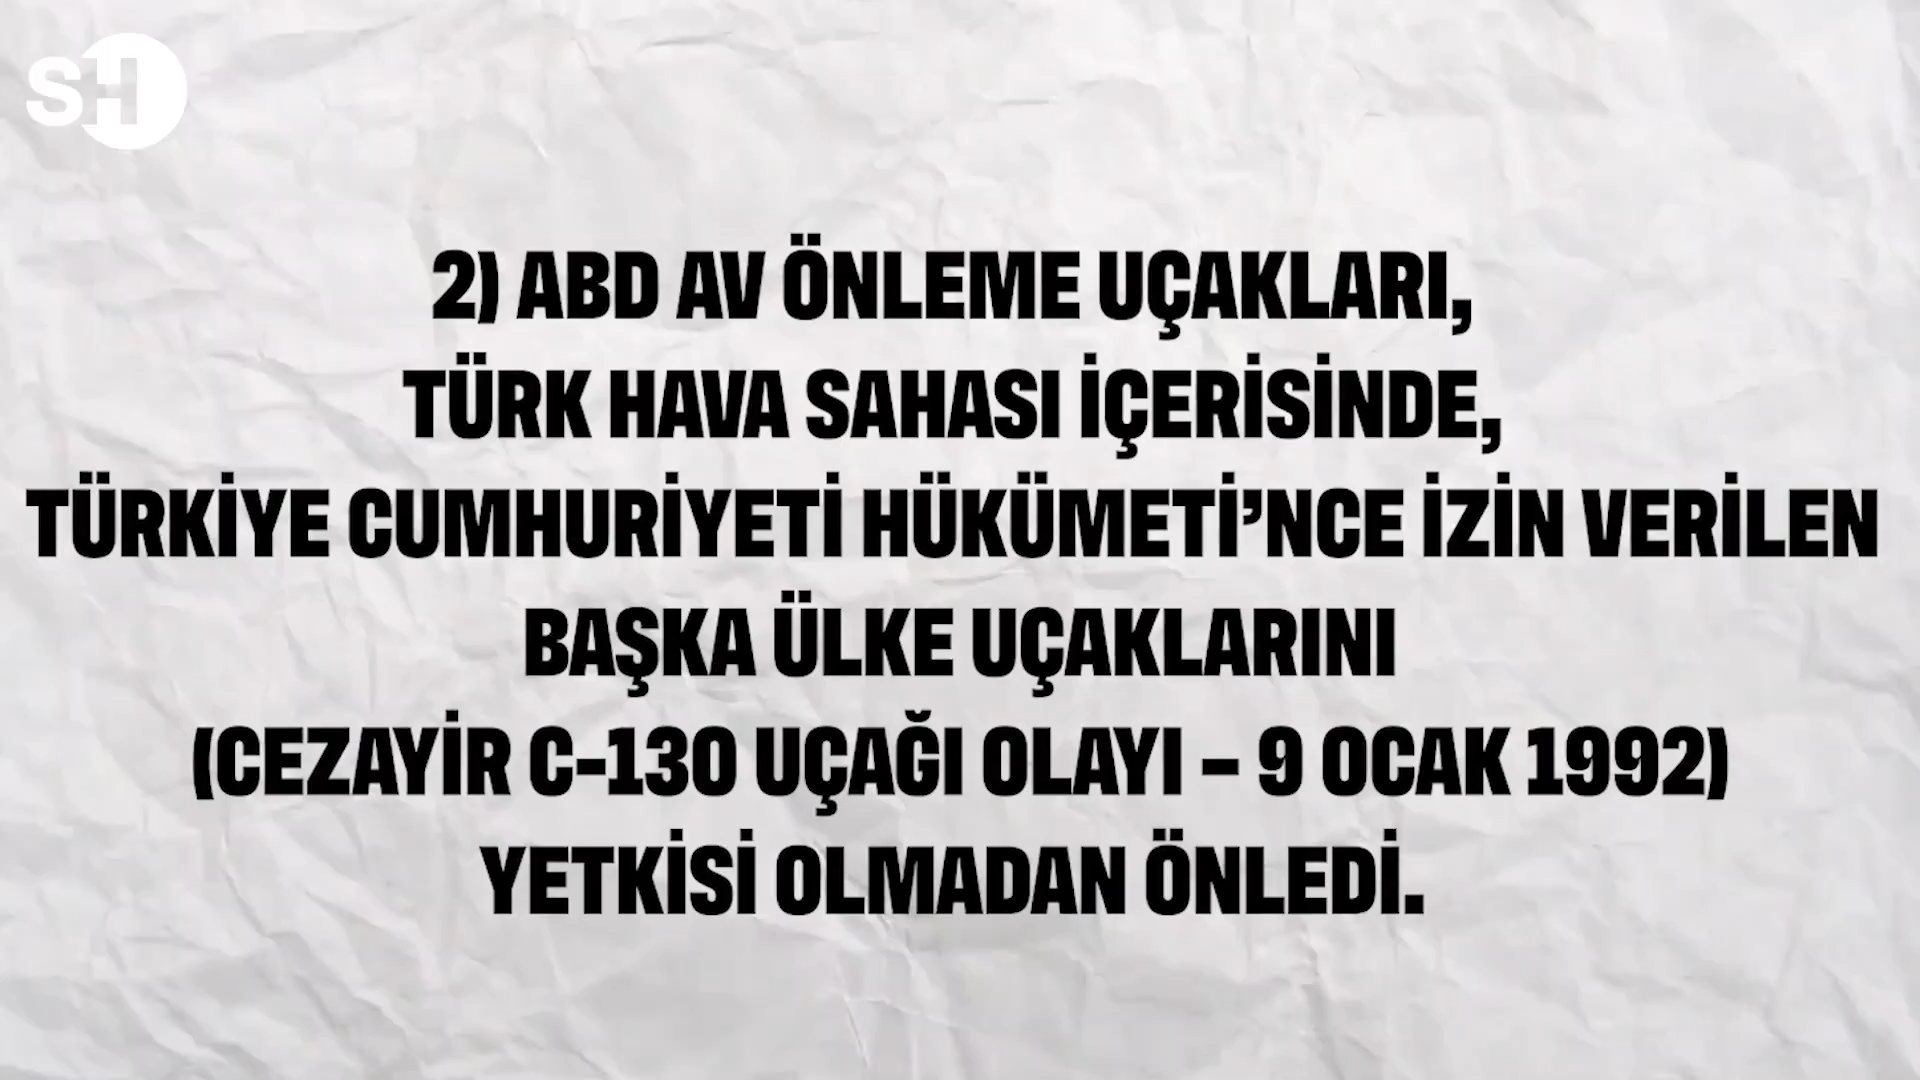 SH
2) ABD AV ÖNLEME UÇAKLARI,
TÜRK HAVA SAHASI İÇERİSİNDE,
TÜRKİYE CUMHURİYETİ HÜKÜMETİ’NCE İZİN VERİLEN
BAŞKA ÜLKE UÇAKLARINI
(CEZAYİR C-130 UÇAĞI OLAYI – 9 OCAK 1992)
YETKİSİ OLMADAN ÖNLEDİ.